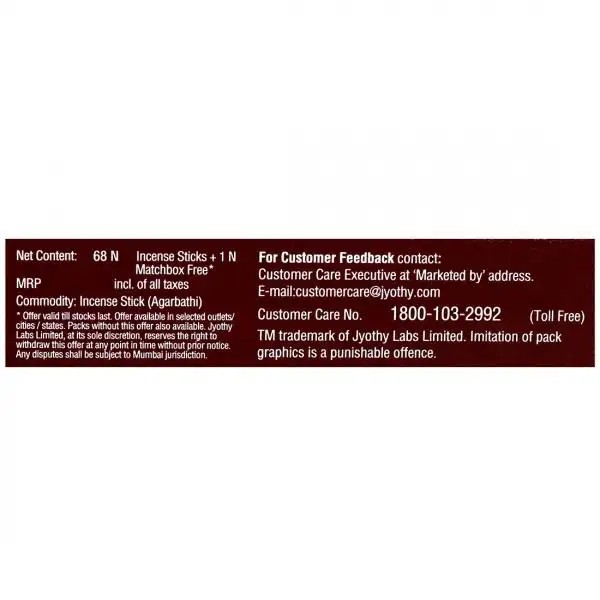 Net Content: 68 N Incense Sticks + 1 N
Matchbox Free*
MRP incl. of all taxes
Commodity: Incense Stick (Agarbathi)
* Offer valid till stocks last. Offer available in selected outlets/
cities / states. Packs without this offer also available. Jyothy
Labs Limited, at its sole discretion, reserves the right to
withdraw this offer at any point in time without prior notice.
Any disputes shall be subject to Mumbai jurisdiction.
For Customer Feedback contact:
Customer Care Executive at ‘Marketed by’ address.
E-mail:customercare@jyothy.com
Customer Care No. 1800-103-2992 (Toll Free)
TM trademark of Jyothy Labs Limited. Imitation of pack
graphics is a punishable offence.